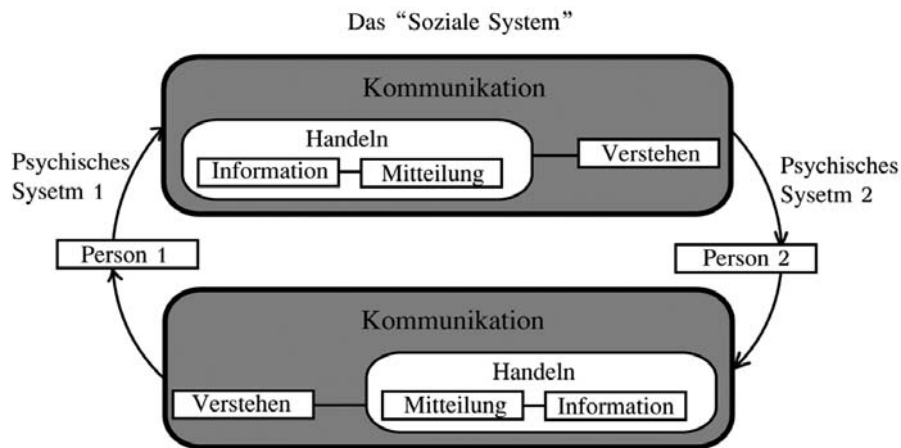 Das “Soziale System”
Kommunikation
Handeln
Information
Mitteilung
Verstehen
Psychisches
Sysetm 1
Psychisches
Sysetm 2
Person 1
Person 2
Kommunikation
Handeln
Verstehen
Mitteilung
Information